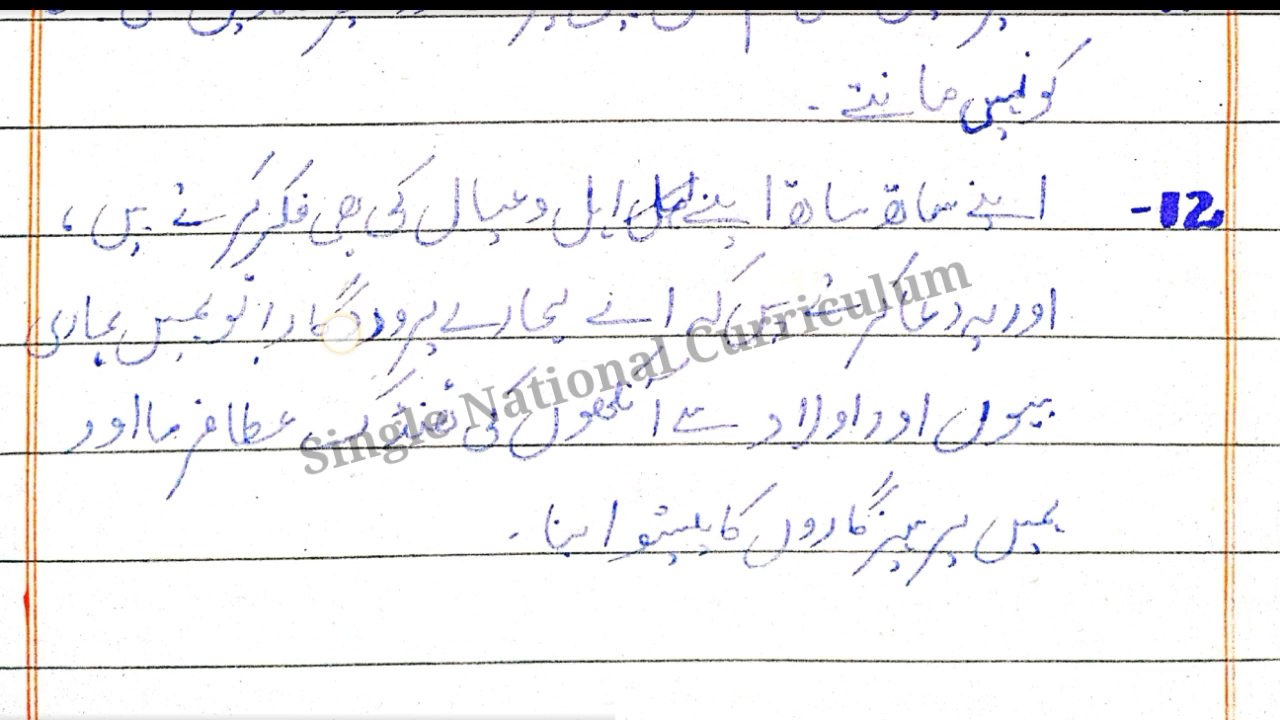 کو نہیں مانتے ۔
12- اپنے ساتھ ساتھ اپنے اہل و عیال کی بھی فکر کرتے ہیں،
اور یہ دعا کرتے ہیں کہ اے ہمارے پروردگار! تو ہمیں ہماری
بیویوں اور اولاد سے آنکھوں کی ٹھنڈک عطا فرما اور
ہمیں پرہیزگاروں کا پیشوا بنا ۔
Single National Curriculum